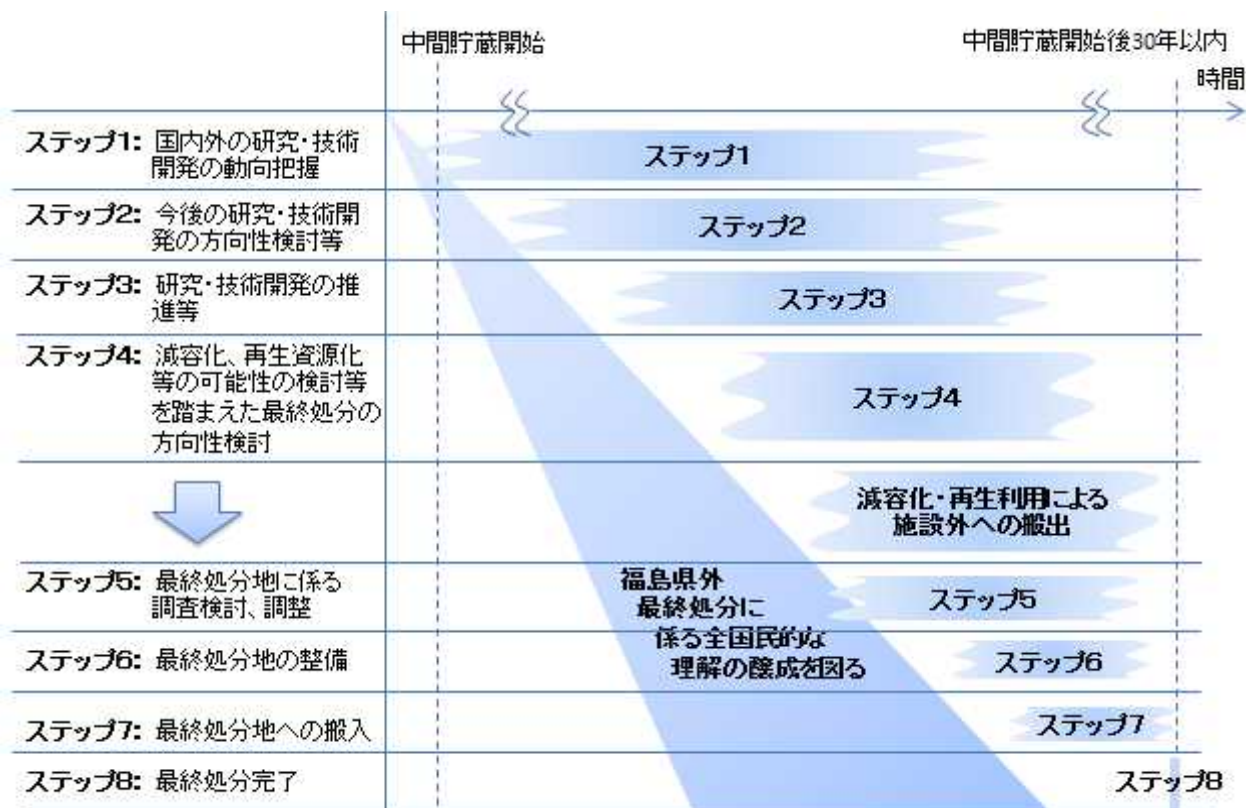 中間貯蔵開始
中間貯蔵開始後30年以内
時間
ステップ1: 国内外の研究・技術
開発の動向把握
ステップ1
ステップ2: 今後の研究・技術開
発の方向性検討等
ステップ2
ステップ3: 研究・技術開発の推
進等
ステップ3
ステップ4: 減容化、再生資源化
等の可能性の検討等
を踏まえた最終処分の
方向性検討
ステップ4
減容化・再生利用による
施設外への搬出
ステップ5: 最終処分地に係る
調査検討、調整
ステップ5
福島県外
最終処分に
係る全国民的な
理解の醸成を図る
ステップ6: 最終処分地の整備
ステップ6
ステップ7: 最終処分地への搬入
ステップ7
ステップ8: 最終処分完了
ステップ8